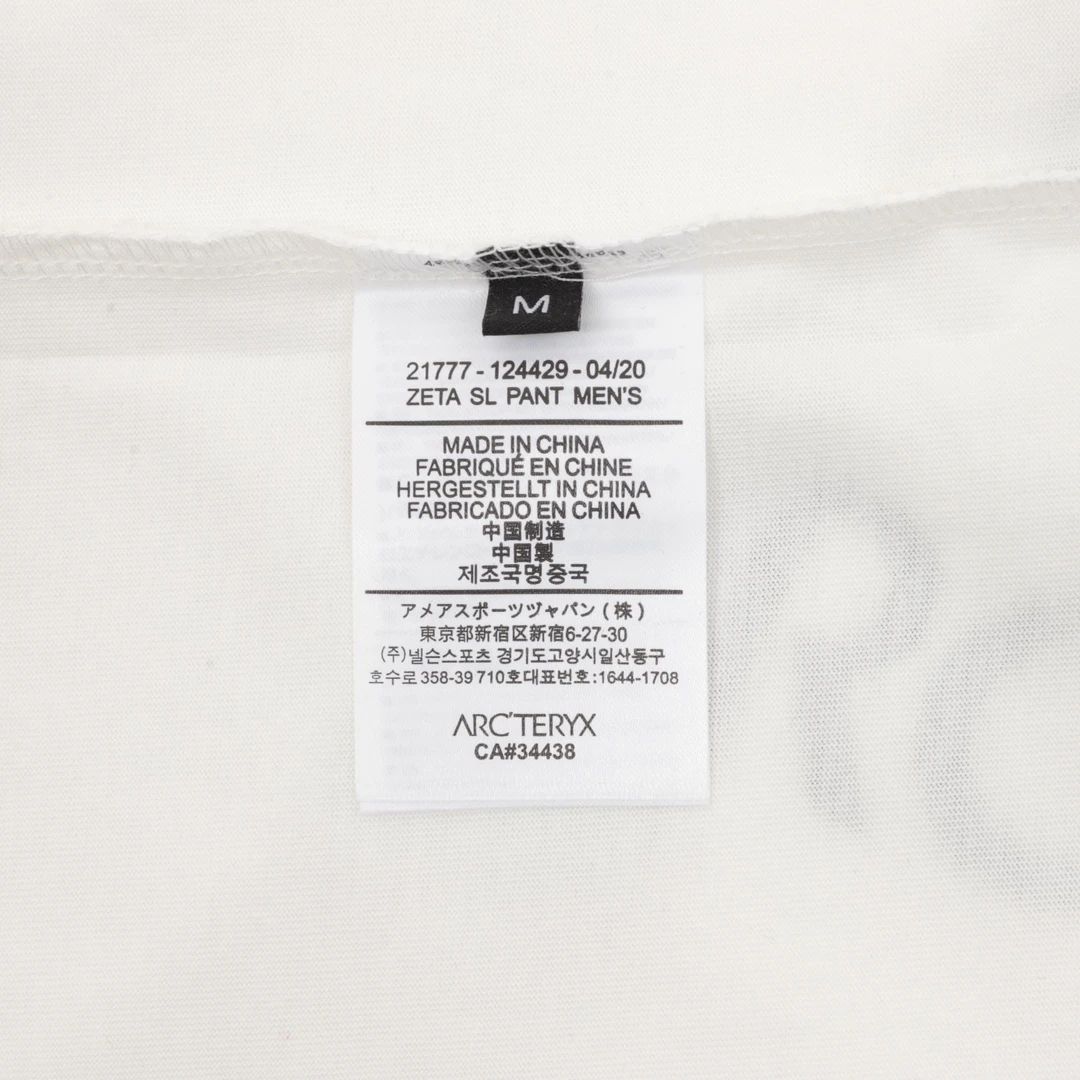 M
21777 - 124429 - 04/20
ZETA SL PANT MEN'S
MADE IN CHINA
FABRIQUÉ EN CHINE
HERGESTELLT IN CHINA
FABRICADO EN CHINA
中国制造
中国製
제조국명중국
アメアスポーツヅャパン (株)
東京都新宿区新宿6-27-30
(주)넬슨스포츠 경기도고양시일산동구
호수로 358-39 710호대표번호:1644-1708
ARC'TERYX
CA#34438